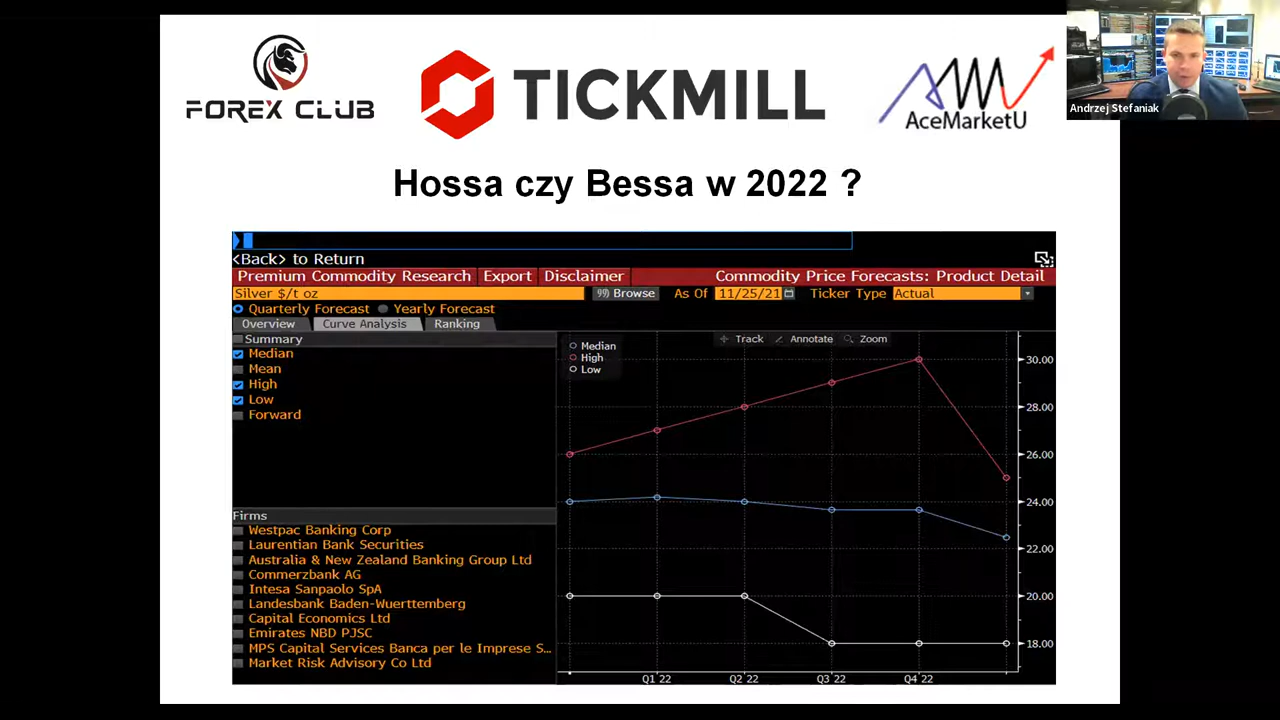 FOREX CLUB
TICKMILL
AceMarketU
Andrzej Stefaniak
Hossa czy Bessa w 2022 ?
<Back> to Return
Premium Commodity Research Export Disclaimer Commodity Price Forecasts: Product Detail
Silver $/t oz Browse As Of 11/25/21 Ticker Type Actual
Quarterly Forecast Yearly Forecast
Overview Curve Analysis Ranking
Summary
Median
Mean
High
Low
Forward
Firms
Westpac Banking Corp
Laurentian Bank Securities
Australia & New Zealand Banking Group Ltd
Commerzbank AG
Intesa Sanpaolo SpA
Landesbank Baden-Wuerttemberg
Capital Economics Ltd
Emirates NBD PJSC
MPS Capital Services Banca per le Imprese S...
Market Risk Advisory Co Ltd
Median
High
Low
Track Annotate Zoom
30.00
28.00
26.00
24.00
22.00
20.00
18.00
Q1 22 Q2 22 Q3 22 Q4 22